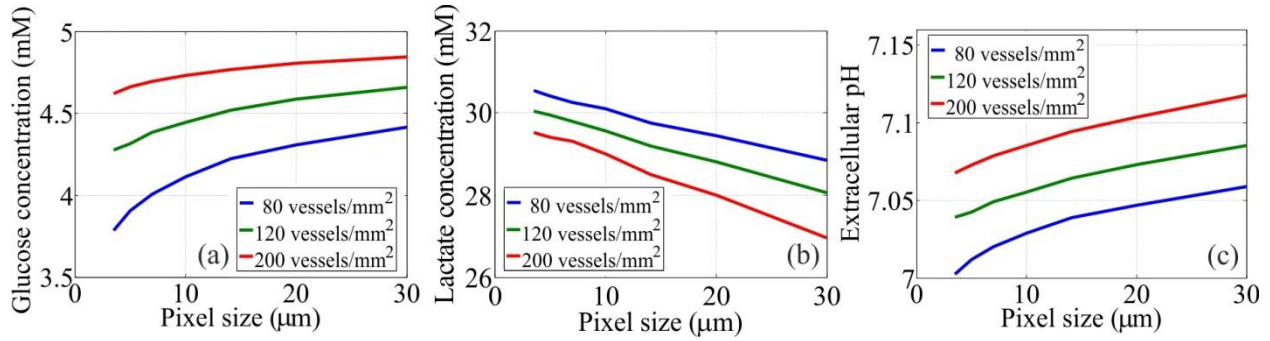 Glucose concentration (mM)
5
4.5
4
3.5
0
10
20
30
Pixel size (μm)
80 vessels/mm²
120 vessels/mm²
200 vessels/mm²
(a)
Lactate concentration (mM)
32
30
28
26
0
10
20
30
Pixel size (μm)
80 vessels/mm²
120 vessels/mm²
200 vessels/mm²
(b)
Extracellular pH
7.15
7.1
7.05
7
0
10
20
30
Pixel size (μm)
80 vessels/mm²
120 vessels/mm²
200 vessels/mm²
(c)